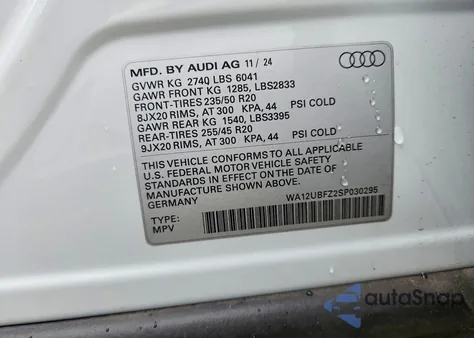 MFD. BY AUDI AG 11/24
GVWR KG 2740 LBS 6041
GAWR FRONT KG 1285, LBS2833
FRONT-TIRES 235/50 R20
8JX20 RIMS, AT 300 KPA, 44 PSI COLD
GAWR REAR KG 1540, LBS3395
REAR-TIRES 255/45 R20
9JX20 RIMS, AT 300 KPA, 44 PSI COLD
THIS VEHICLE CONFORMS TO ALL APPLICABLE
U.S. FEDERAL MOTOR VEHICLE SAFETY
STANDARDS IN EFFECT ON THE DATE OF
MANUFACTURE SHOWN ABOVE.
GERMANY
WA12UBFZ2SP030295
TYPE:
MPV
autoSnap